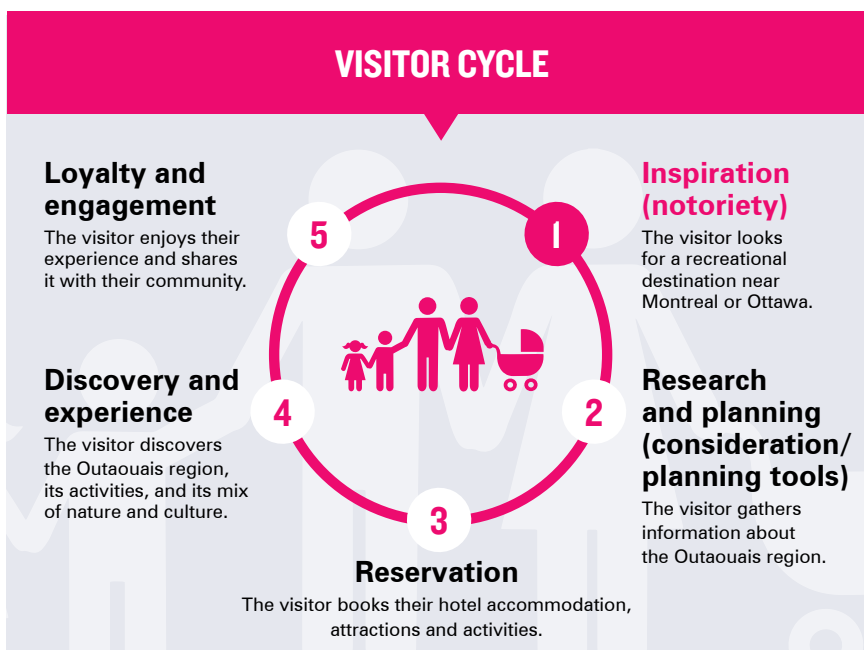 VISITOR CYCLE
1
Inspiration
(notoriety)
The visitor looks
for a recreational
destination near
Montreal or Ottawa.
2
Research
and planning
(consideration/
planning tools)
The visitor gathers
information about
the Outaouais region.
3
Reservation
The visitor books their hotel accommodation,
attractions and activities.
4
Discovery and
experience
The visitor discovers
the Outaouais region,
its activities, and its mix
of nature and culture.
5
Loyalty and
engagement
The visitor enjoys their
experience and shares
it with their community.